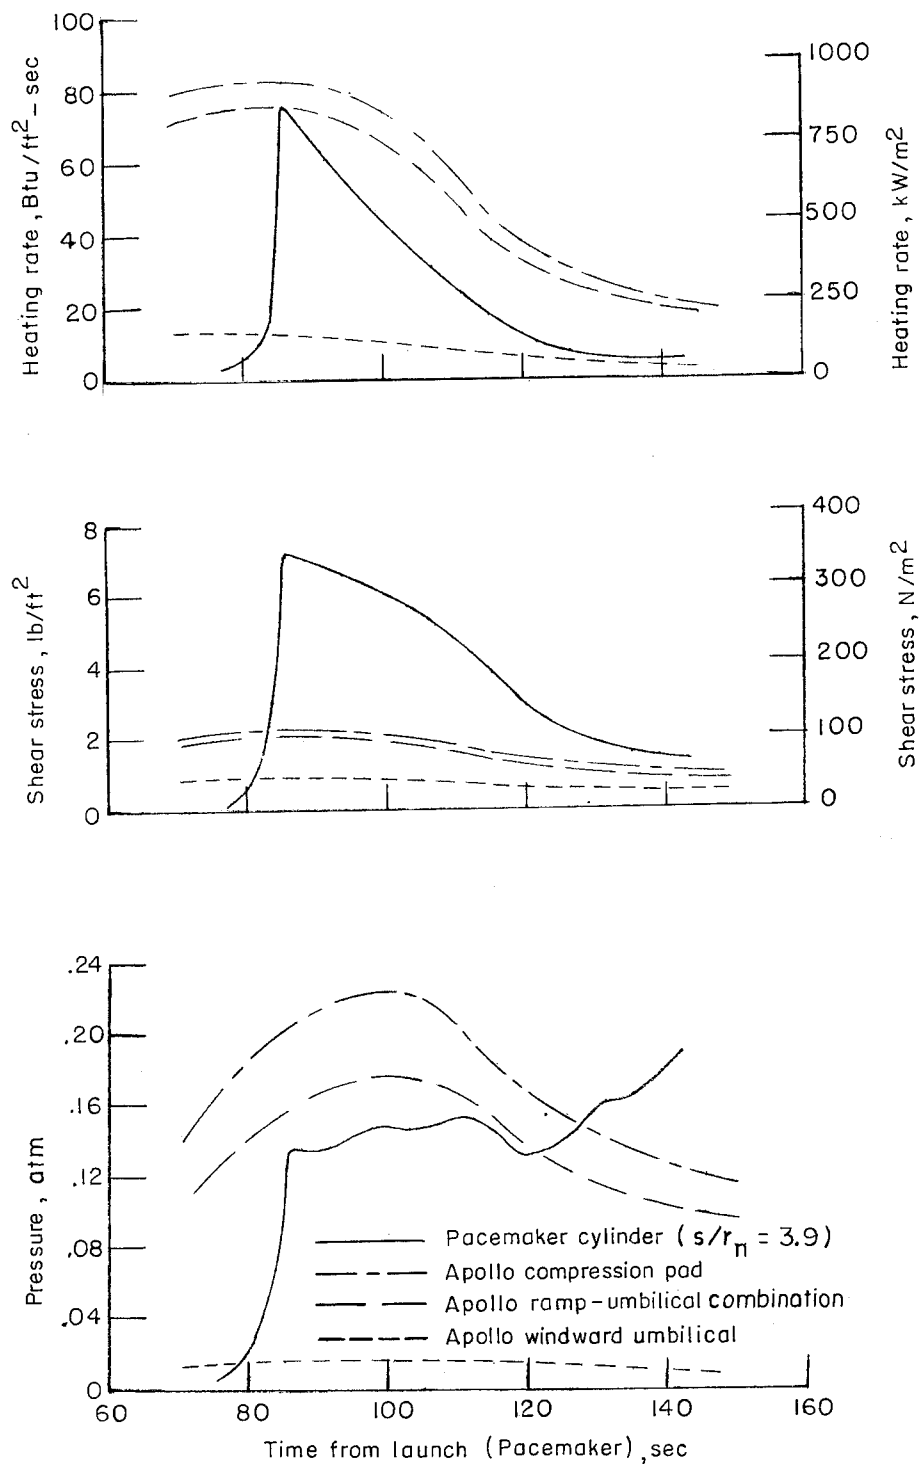 100
80
60
40
20
0
Heating rate, Btu/ft² – sec
1000
750
500
250
0
Heating rate, kW/m²
8
6
4
2
0
Shear stress, lb/ft²
400
300
200
100
0
Shear stress, N/m²
.24
.20
.16
.12
.08
.04
0
Pressure, atm
Pacemaker cylinder (s/rₙ = 3.9)
Apollo compression pad
Apollo ramp–umbilical combination
Apollo windward umbilical
60 80 100 120 140 160
Time from launch (Pacemaker), sec